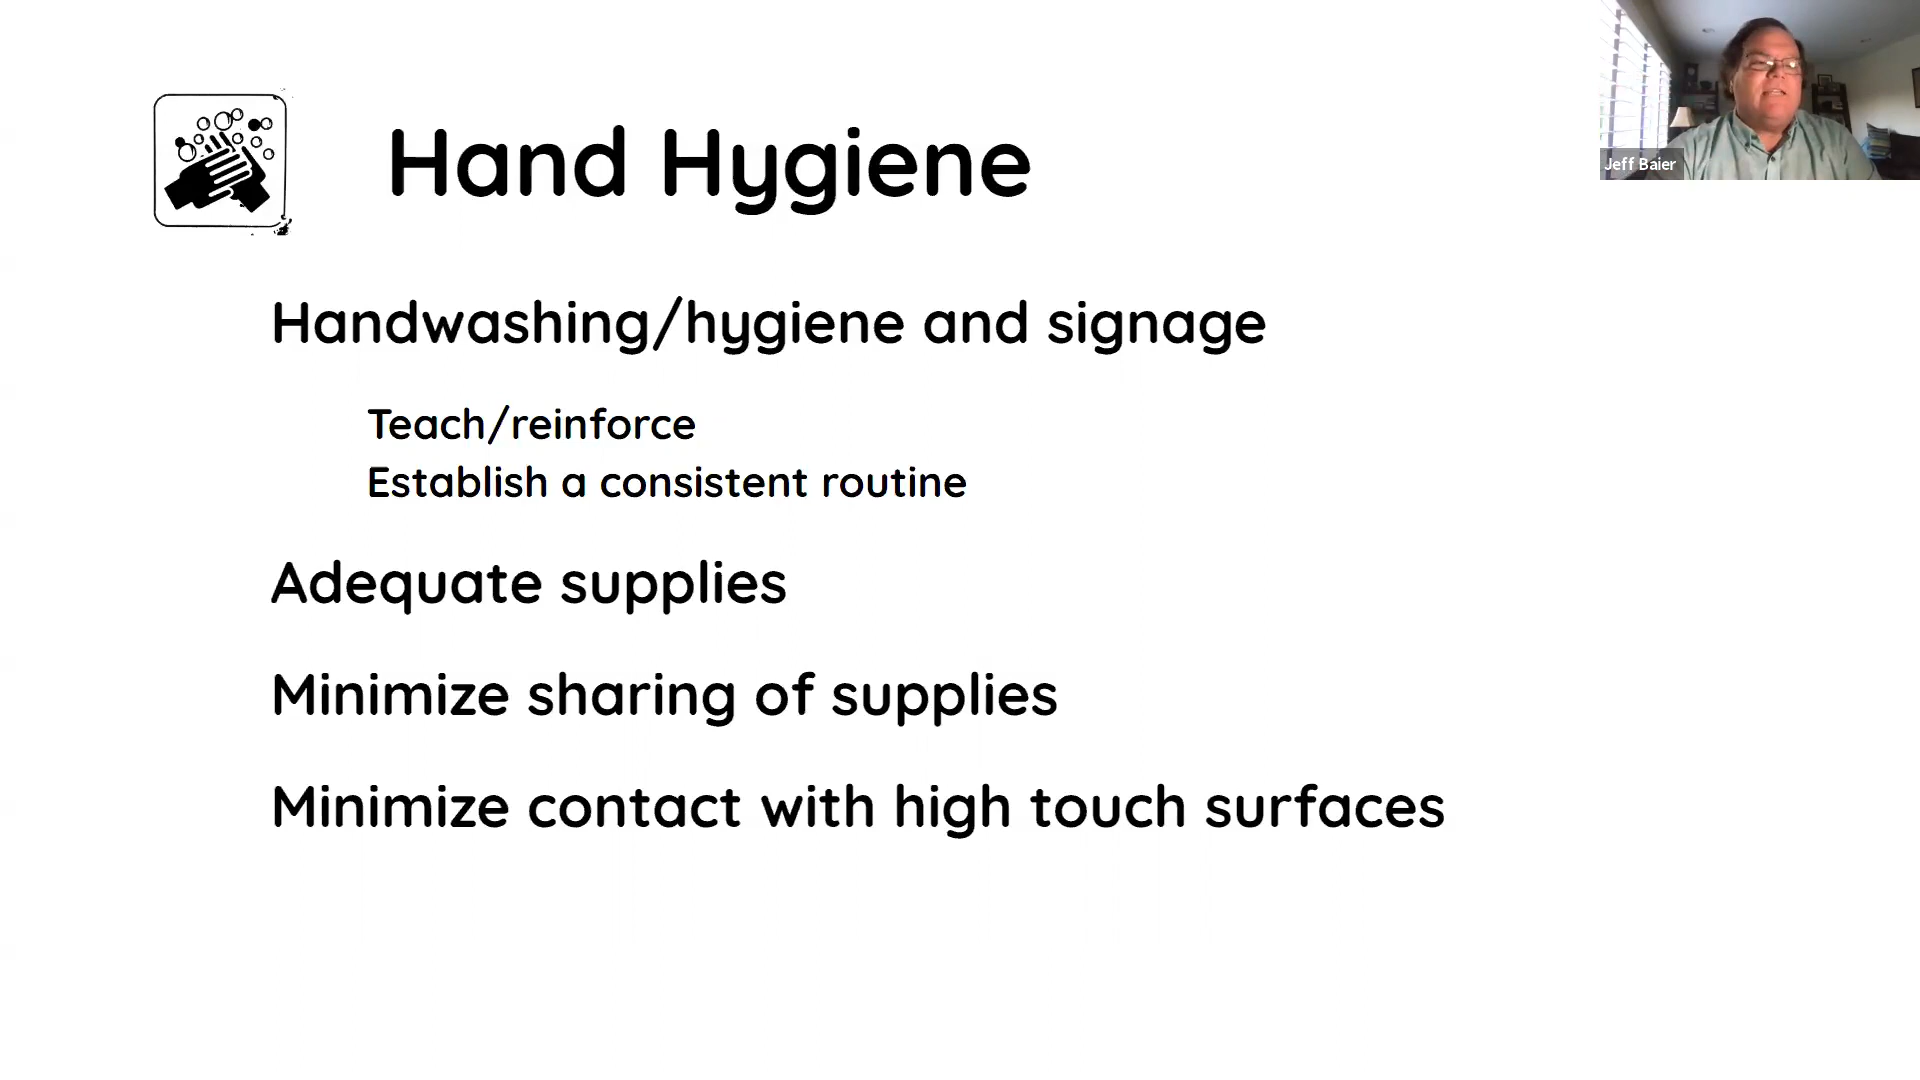 Hand Hygiene
Jeff Baier
Handwashing/hygiene and signage
Teach/reinforce
Establish a consistent routine
Adequate supplies
Minimize sharing of supplies
Minimize contact with high touch surfaces